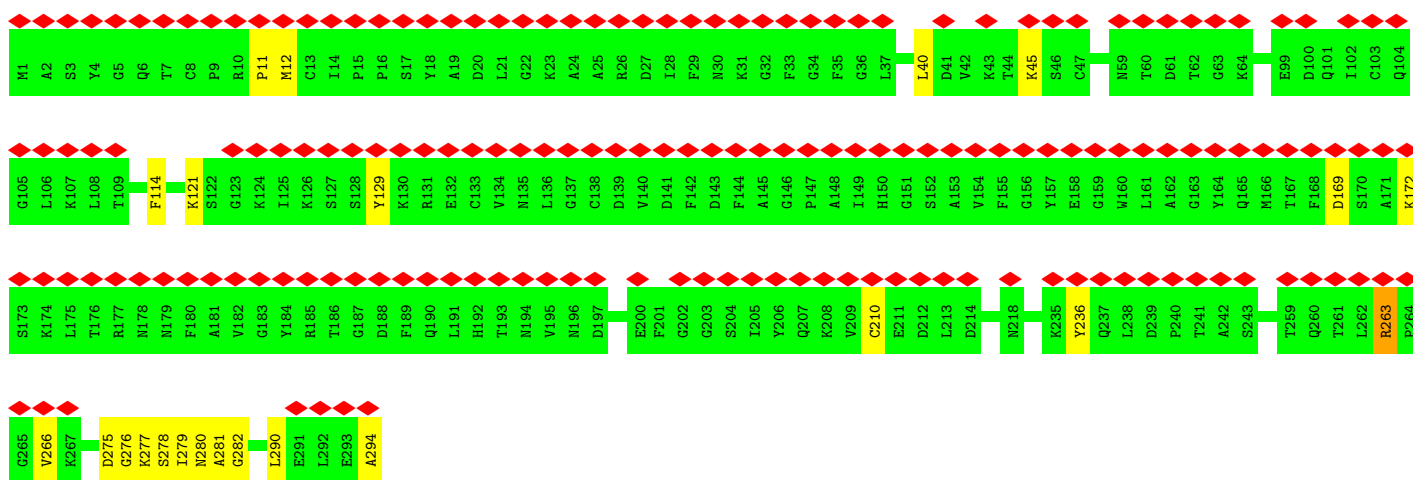 M1 A2 S3 Y4 G5 Q6 T7 C8 P9 R10 P11 M12 C13 I14 P15 P16 S17 Y18 A19 D20 L21 G22 K23 A24 A25 R26 D27 I28 F29 N30 K31 G32 F33 G34 F35 G36 L37 L40 D41 V42 K43 T44 K45 S46 C47 N59 T60 D61 T62 G63 K64 E99 D100 Q101 I102 C103 Q104
G105 L106 K107 L108 T109 F114 K121 S122 G123 K124 I125 K126 S127 S128 Y129 K130 R131 E132 C133 V134 N135 L136 G137 C138 D139 V140 D141 F142 D143 F144 A145 G146 P147 A148 I149 H150 G151 S152 A153 V154 F155 G156 Y157 E158 G159 W160 L161 A162 G163 Y164 Q165 M166 T167 F168 D169 S170 A171 K172
S173 K174 L175 T176 R177 N178 N179 F180 A181 V182 G183 Y184 R185 T186 G187 D188 F189 Q190 L191 H192 T193 N194 V195 N196 D197 E200 F201 G202 G203 S204 I205 Y206 Q207 K208 V209 C210 E211 D212 L213 D214 N218 K235 Y236 Q237 L238 D239 P240 T241 A242 S243 T259 Q260 T261 L262 R263 P264
G265 V266 K267 D275 G276 K277 S278 I279 N280 A281 G282 L290 E291 L292 E293 A294